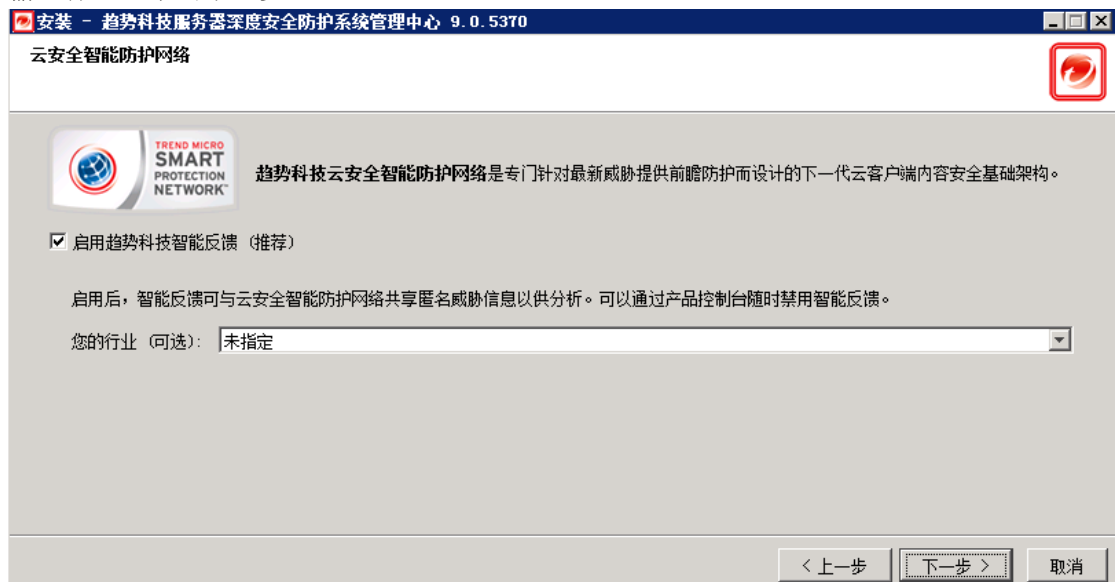 安装 - 趋势科技服务器深度安全防护系统管理中心 9.0.5370
云安全智能防护网络
TREND MICRO
SMART
PROTECTION
NETWORK™
趋势科技云安全智能防护网络是专门针对最新威胁提供前瞻防护而设计的下一代云客户端内容安全基础架构。
启用趋势科技智能反馈（推荐）
启用后，智能反馈可与云安全智能防护网络共享匿名威胁信息以供分析。可以通过产品控制台随时禁用智能反馈。
您的行业（可选）： 未指定
< 上一步 下一步 > 取消